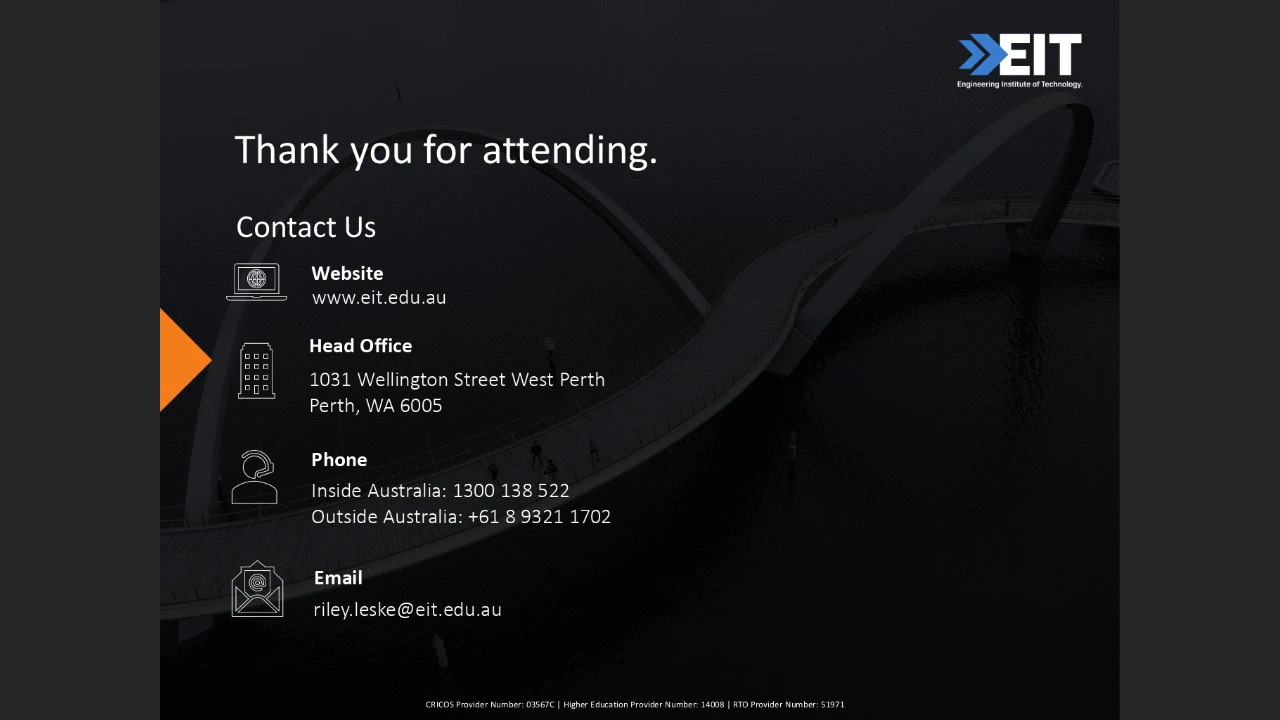 EIT
Engineering Institute of Technology.
Thank you for attending.
Contact Us
Website
www.eit.edu.au
Head Office
1031 Wellington Street West Perth
Perth, WA 6005
Phone
Inside Australia: 1300 138 522
Outside Australia: +61 8 9321 1702
Email
riley.leske@eit.edu.au
CRICOS Provider Number: 03567C | Higher Education Provider Number: 14008 | RTO Provider Number: 51971